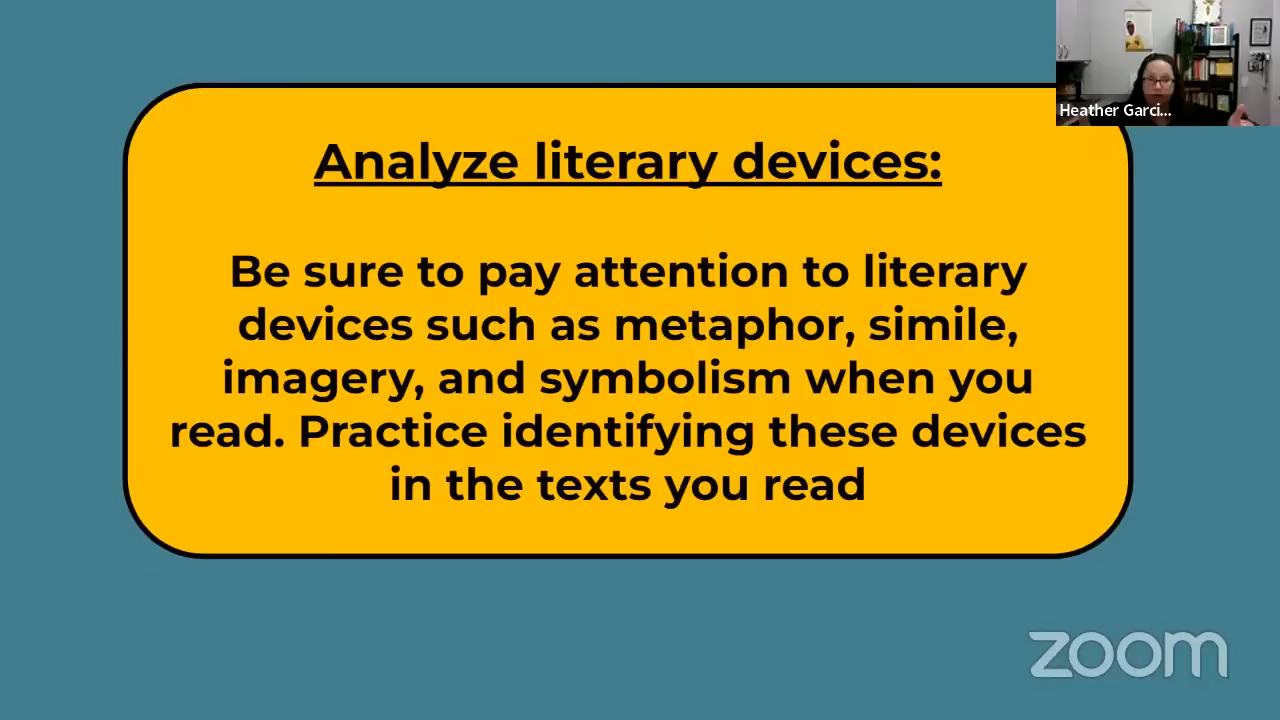 Heather Garci...
Analyze literary devices:
Be sure to pay attention to literary
devices such as metaphor, simile,
imagery, and symbolism when you
read. Practice identifying these devices
in the texts you read
zoom